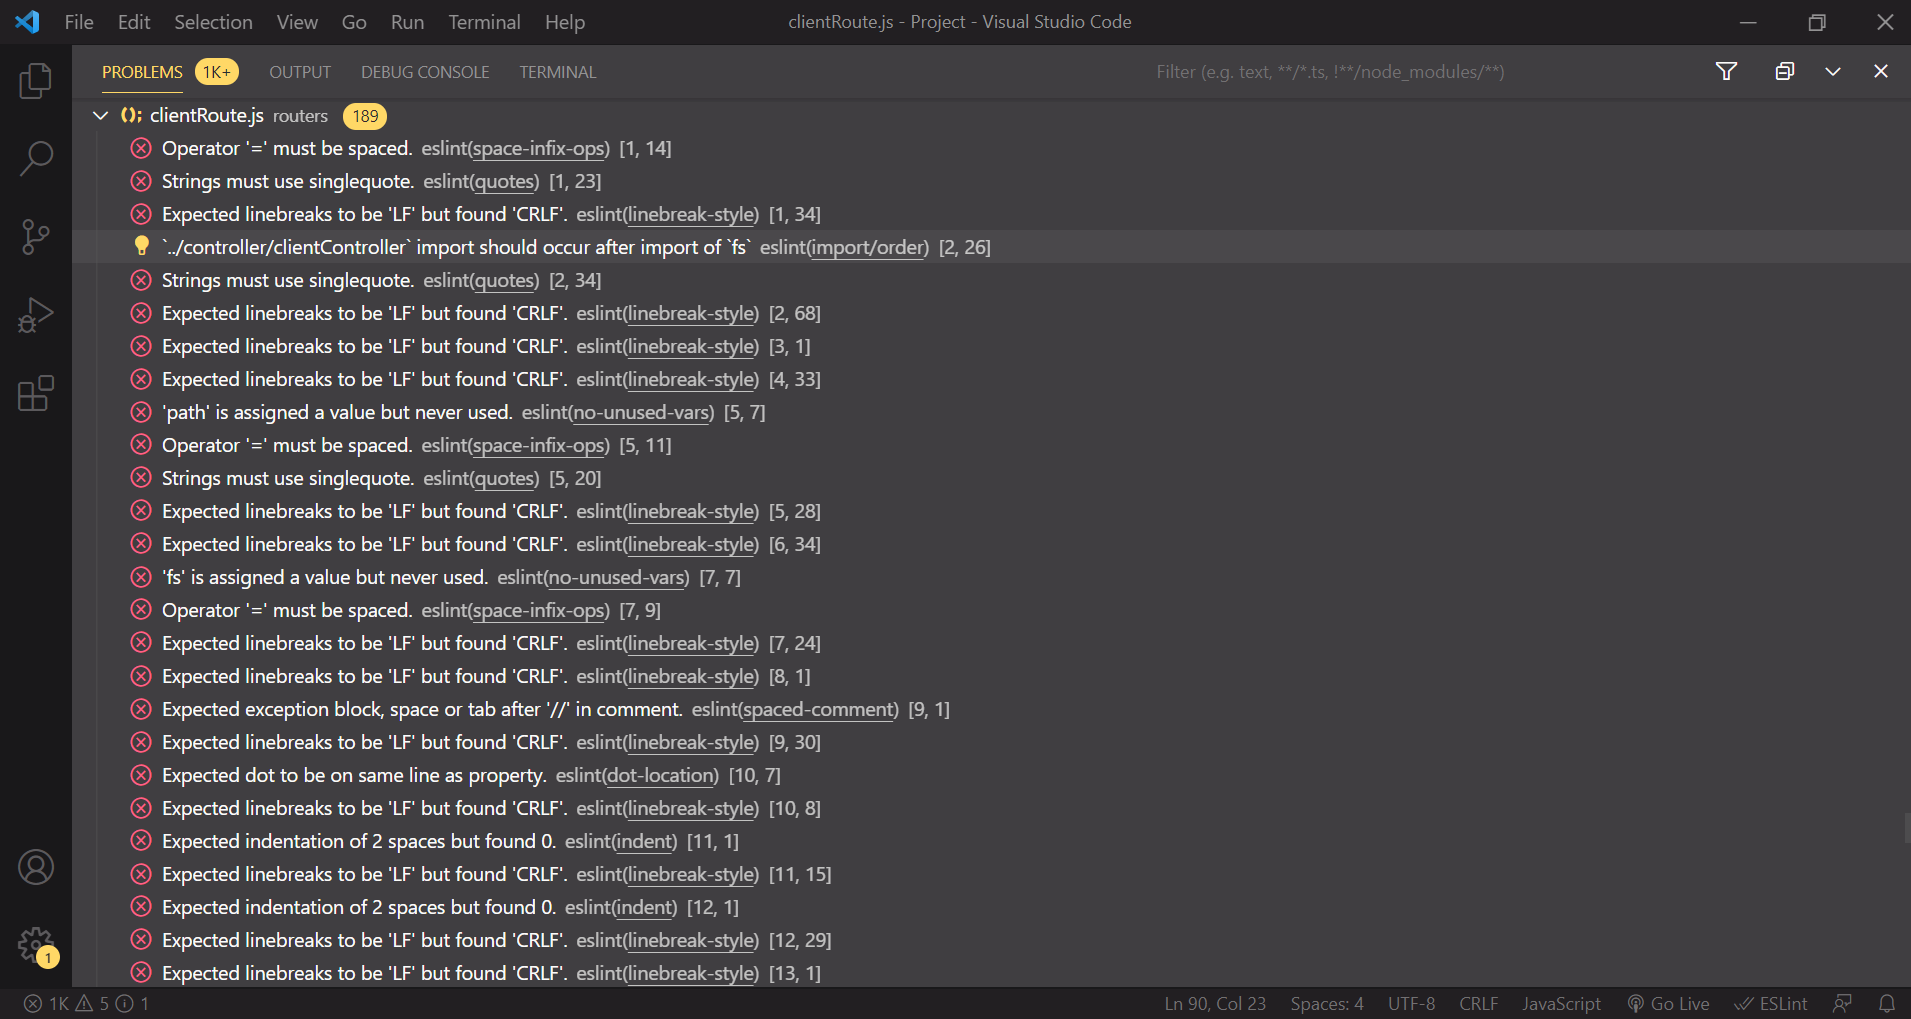 File Edit Selection View Go Run Terminal Help clientRoute.js - Project - Visual Studio Code
PROBLEMS 1K+ OUTPUT DEBUG CONSOLE TERMINAL Filter (e.g. text, **/*.ts, !**/node_modules/**)
clientRoute.js routers 189
Operator '=' must be spaced. eslint(space-infix-ops) [1, 14]
Strings must use singlequote. eslint(quotes) [1, 23]
Expected linebreaks to be 'LF' but found 'CRLF'. eslint(linebreak-style) [1, 34]
`../controller/clientController` import should occur after import of `fs` eslint(import/order) [2, 26]
Strings must use singlequote. eslint(quotes) [2, 34]
Expected linebreaks to be 'LF' but found 'CRLF'. eslint(linebreak-style) [2, 68]
Expected linebreaks to be 'LF' but found 'CRLF'. eslint(linebreak-style) [3, 1]
Expected linebreaks to be 'LF' but found 'CRLF'. eslint(linebreak-style) [4, 33]
'path' is assigned a value but never used. eslint(no-unused-vars) [5, 7]
Operator '=' must be spaced. eslint(space-infix-ops) [5, 11]
Strings must use singlequote. eslint(quotes) [5, 20]
Expected linebreaks to be 'LF' but found 'CRLF'. eslint(linebreak-style) [5, 28]
Expected linebreaks to be 'LF' but found 'CRLF'. eslint(linebreak-style) [6, 34]
'fs' is assigned a value but never used. eslint(no-unused-vars) [7, 7]
Operator '=' must be spaced. eslint(space-infix-ops) [7, 9]
Expected linebreaks to be 'LF' but found 'CRLF'. eslint(linebreak-style) [7, 24]
Expected linebreaks to be 'LF' but found 'CRLF'. eslint(linebreak-style) [8, 1]
Expected exception block, space or tab after '//' in comment. eslint(spaced-comment) [9, 1]
Expected linebreaks to be 'LF' but found 'CRLF'. eslint(linebreak-style) [9, 30]
Expected dot to be on same line as property. eslint(dot-location) [10, 7]
Expected linebreaks to be 'LF' but found 'CRLF'. eslint(linebreak-style) [10, 8]
Expected indentation of 2 spaces but found 0. eslint(indent) [11, 1]
Expected linebreaks to be 'LF' but found 'CRLF'. eslint(linebreak-style) [11, 15]
Expected indentation of 2 spaces but found 0. eslint(indent) [12, 1]
Expected linebreaks to be 'LF' but found 'CRLF'. eslint(linebreak-style) [12, 29]
Expected linebreaks to be 'LF' but found 'CRLF'. eslint(linebreak-style) [13, 1]
1
1K 5 1 Ln 90, Col 23 Spaces: 4 UTF-8 CRLF JavaScript Go Live ESLint